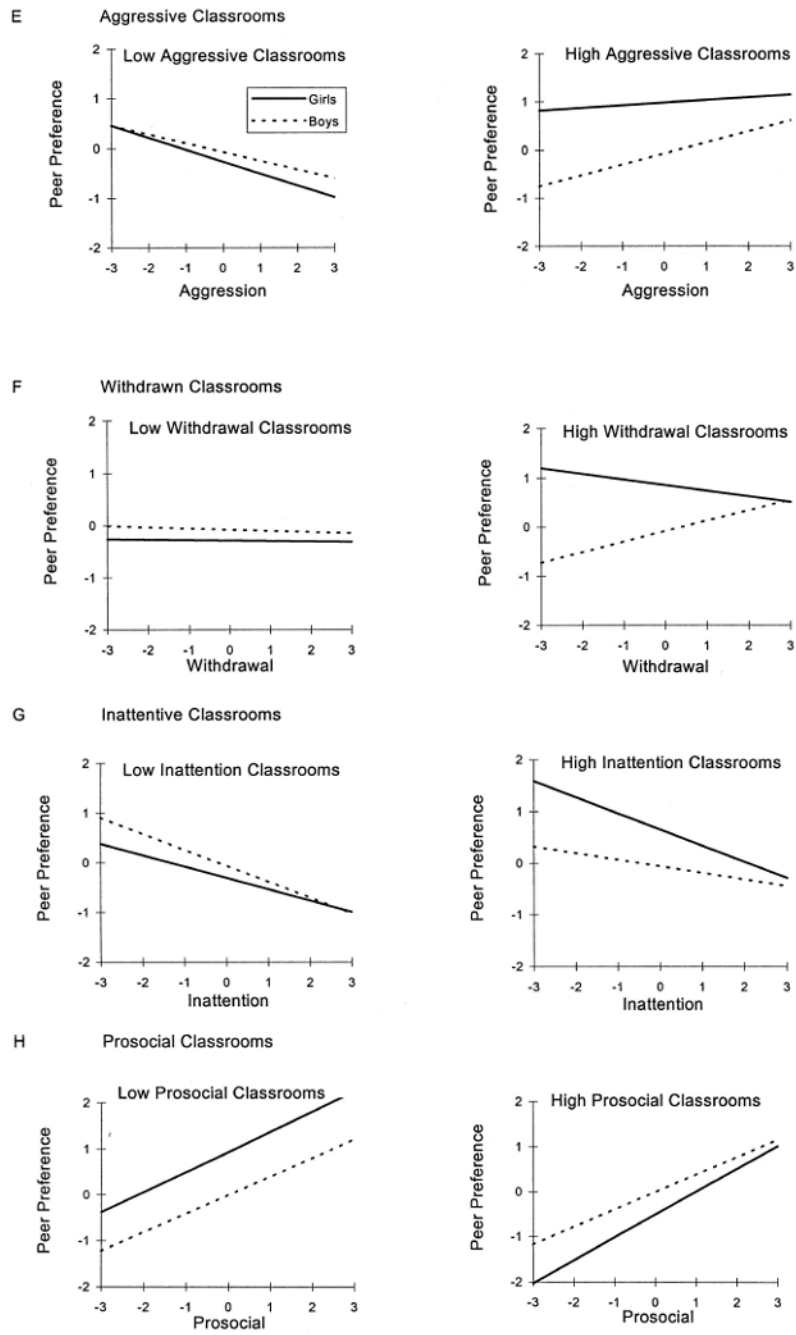 E Aggressive Classrooms
Low Aggressive Classrooms
Girls
Boys
Peer Preference
2
1
0
-1
-2
-3 -2 -1 0 1 2 3
Aggression
High Aggressive Classrooms
Peer Preference
2
1
0
-1
-2
-3 -2 -1 0 1 2 3
Aggression
F Withdrawn Classrooms
Low Withdrawal Classrooms
Peer Preference
2
1
0
-1
-2
-3 -2 -1 0 1 2 3
Withdrawal
High Withdrawal Classrooms
Peer Preference
2
1
0
-1
-2
-3 -2 -1 0 1 2 3
Withdrawal
G Inattentive Classrooms
Low Inattention Classrooms
Peer Preference
2
1
0
-1
-2
-3 -2 -1 0 1 2 3
Inattention
High Inattention Classrooms
Peer Preference
2
1
0
-1
-2
-3 -2 -1 0 1 2 3
Inattention
H Prosocial Classrooms
Low Prosocial Classrooms
Peer Preference
2
1
0
-1
-2
-3 -2 -1 0 1 2 3
Prosocial
High Prosocial Classrooms
Peer Preference
2
1
0
-1
-2
-3 -2 -1 0 1 2 3
Prosocial